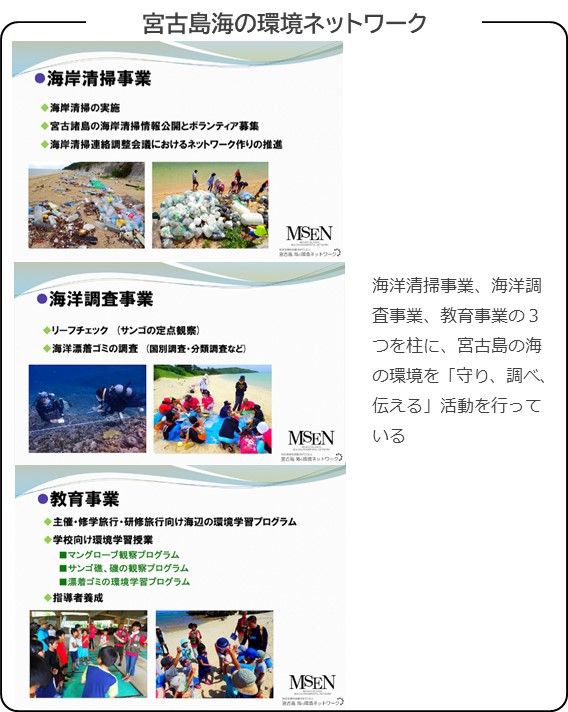 宮古島海の環境ネットワーク
●海岸清掃事業
◆海岸清掃の実施
◆宮古諸島の海岸清掃情報公開とボランティア募集
◆海岸清掃連絡調整会議におけるネットワーク作りの推進
MSEN
宮古島 海の環境ネットワーク
●海洋調査事業
◆リーフチェック (サンゴの定点観察)
◆海洋漂着ゴミの調査 (国別調査・分類調査など)
MSEN
宮古島 海の環境ネットワーク
●教育事業
◆主催・修学旅行・研修旅行向け海辺の環境学習プログラム
◆学校向け環境学習授業
■マングローブ観察プログラム
■サンゴ礁、磯の観察プログラム
■漂着ゴミの環境学習プログラム
◆指導者養成
MSEN
宮古島 海の環境ネットワーク
海洋清掃事業、海洋調
査事業、教育事業の3
つを柱に、宮古島の海
の環境を「守り、調べ、
伝える」活動を行って
いる